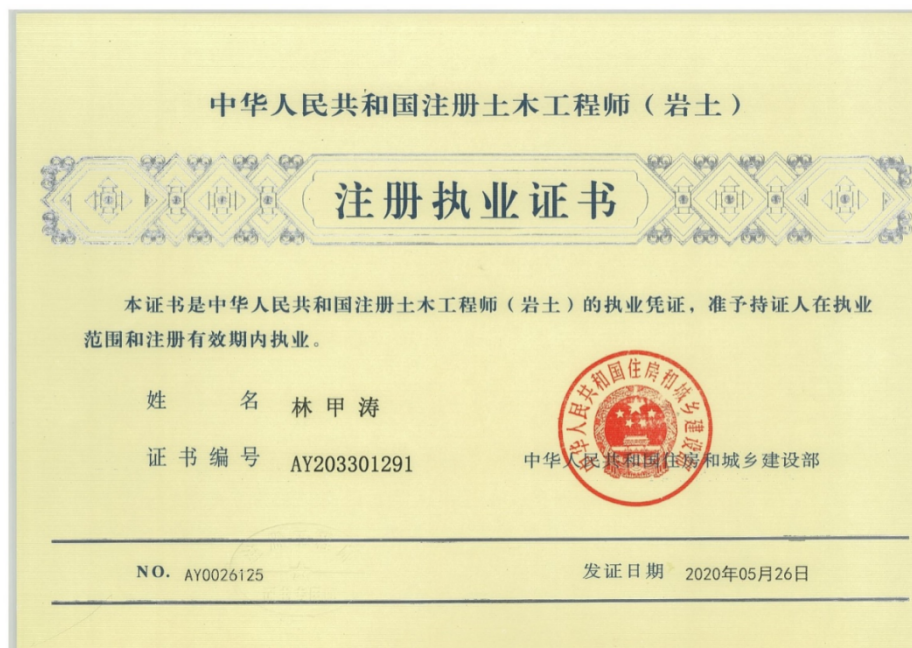 中华人民共和国注册土木工程师（岩土）
注册执业证书
本证书是中华人民共和国注册土木工程师（岩土）的执业凭证，准予持证人在执业
范围和注册有效期内执业。
姓 名 林甲涛
中华人民共和国住房和城乡建设部
证书编号 AY203301291
中华人民共和国住房和城乡建设部
NO. AY0026125
发证日期 2020年05月26日